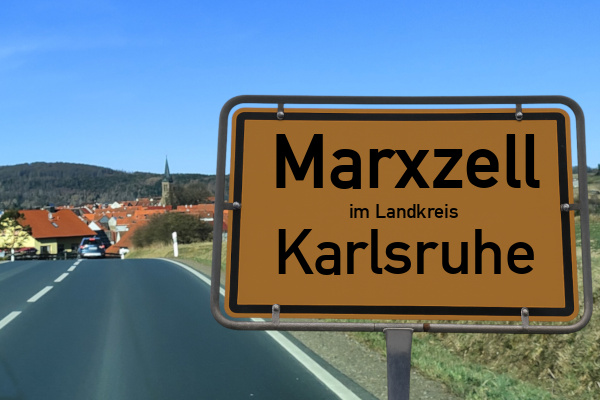 Marxzell
im Landkreis
Karlsruhe